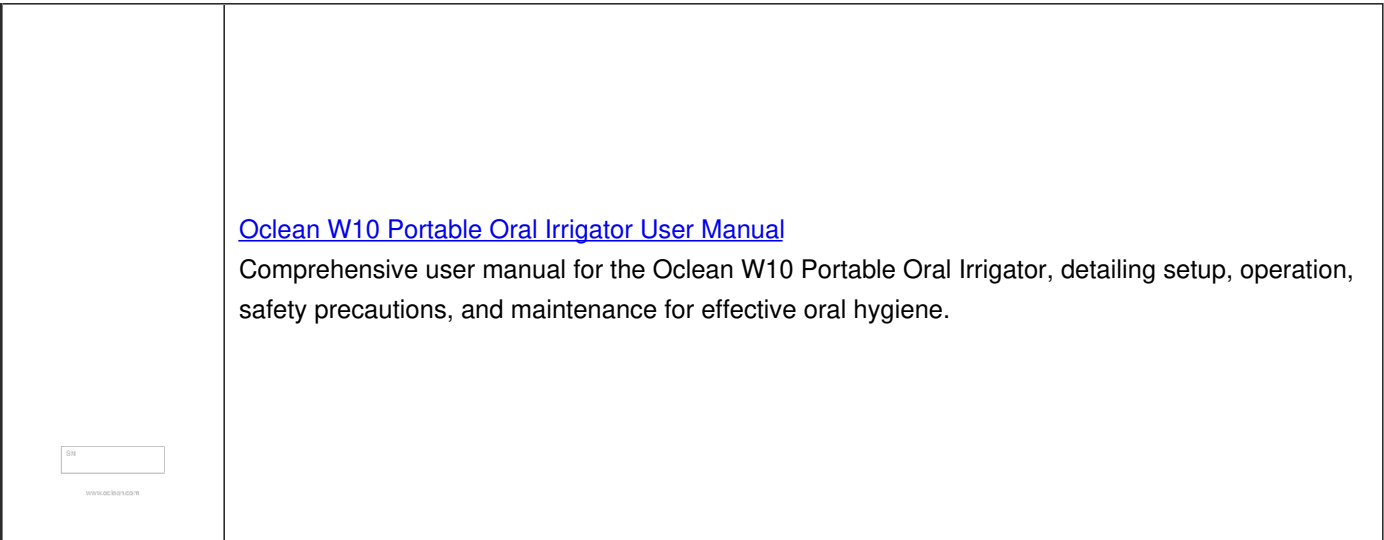 Oclean W10 Portable Oral Irrigator User Manual
Comprehensive user manual for the Oclean W10 Portable Oral Irrigator, detailing setup, operation,
safety precautions, and maintenance for effective oral hygiene.
SN
www.oclean.com